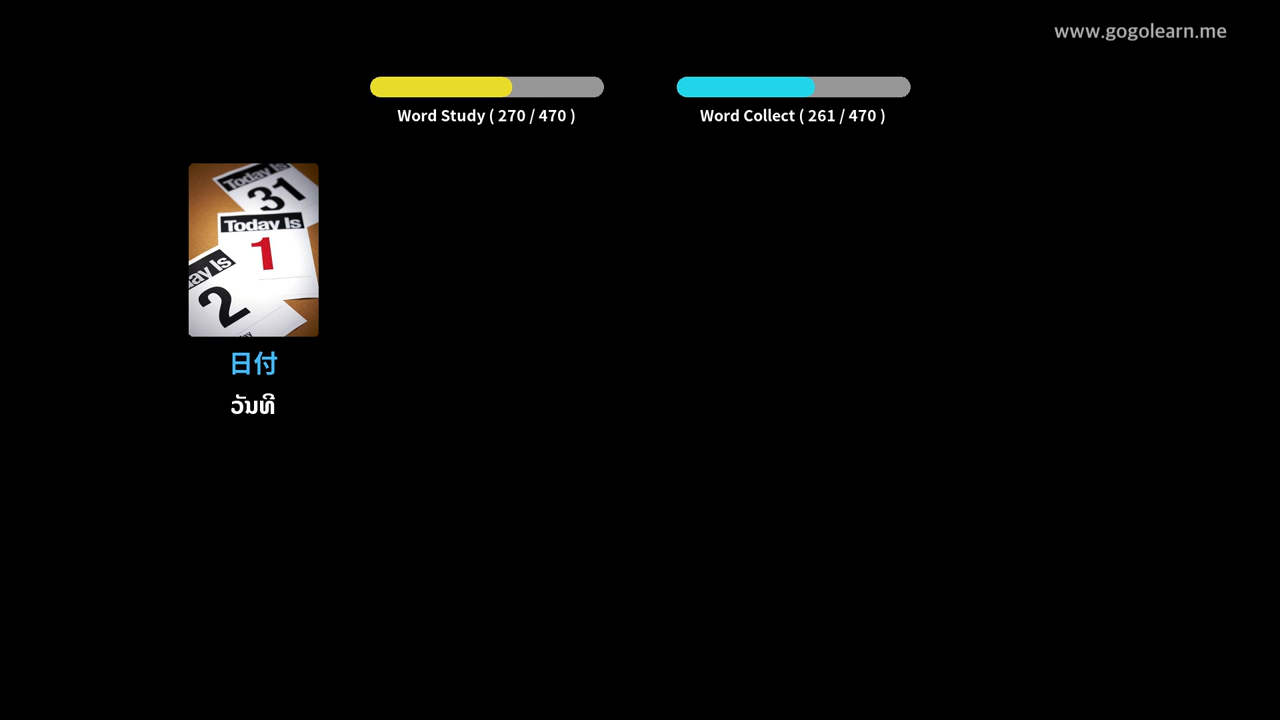 www.gogolearn.me
Word Study ( 270 / 470 )
Word Collect ( 261 / 470 )
Today Is
31
Today Is
1
ay Is
2
日付
ວັນທີ